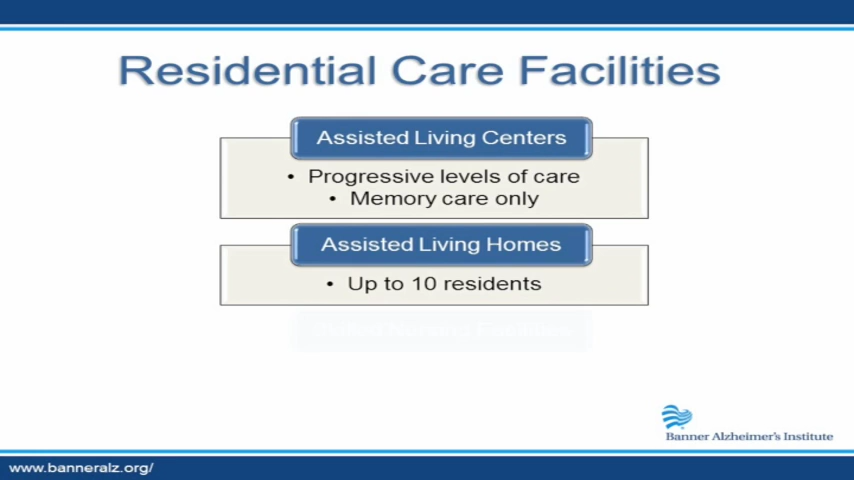 Residential Care Facilities
Assisted Living Centers
• Progressive levels of care
• Memory care only
Assisted Living Homes
• Up to 10 residents
Banner Alzheimer's Institute
www.banneralz.org/